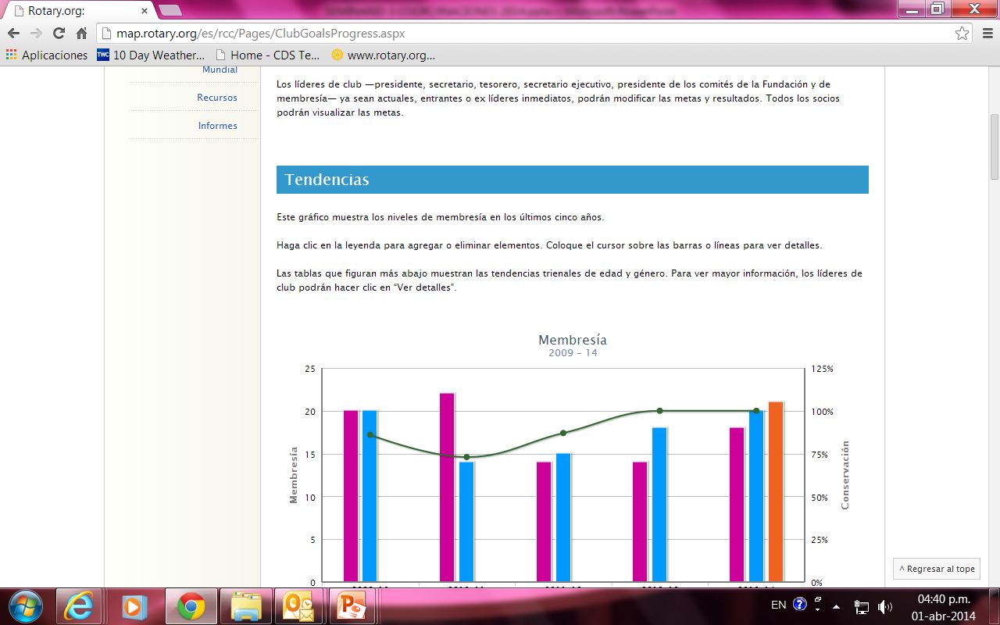 Rotary.org:
map.rotary.org/es/rcc/Pages/ClubGoalsProgress.aspx
Aplicaciones
10 Day Weather...
Home - CDS Te...
www.rotary.org...
Mundial
Recursos
Informes
Los líderes de club —presidente, secretario, tesorero, secretario ejecutivo, presidente de los comités de la Fundación y de
membresía— ya sean actuales, entrantes o ex líderes inmediatos, podrán modificar las metas y resultados. Todos los socios
podrán visualizar las metas.
Tendencias
Este gráfico muestra los niveles de membresía en los últimos cinco años.
Haga clic en la leyenda para agregar o eliminar elementos. Coloque el cursor sobre las barras o líneas para ver detalles.
Las tablas que figuran más abajo muestran las tendencias trienales de edad y género. Para ver mayor información, los líderes de
club podrán hacer clic en “Ver detalles”.
Membresía
2009 – 14
25
20
15
10
5
0
Membresía
125%
100%
75%
50%
25%
0%
Conservación
^ Regresar al tope
EN
04:40 p.m.
01-abr-2014